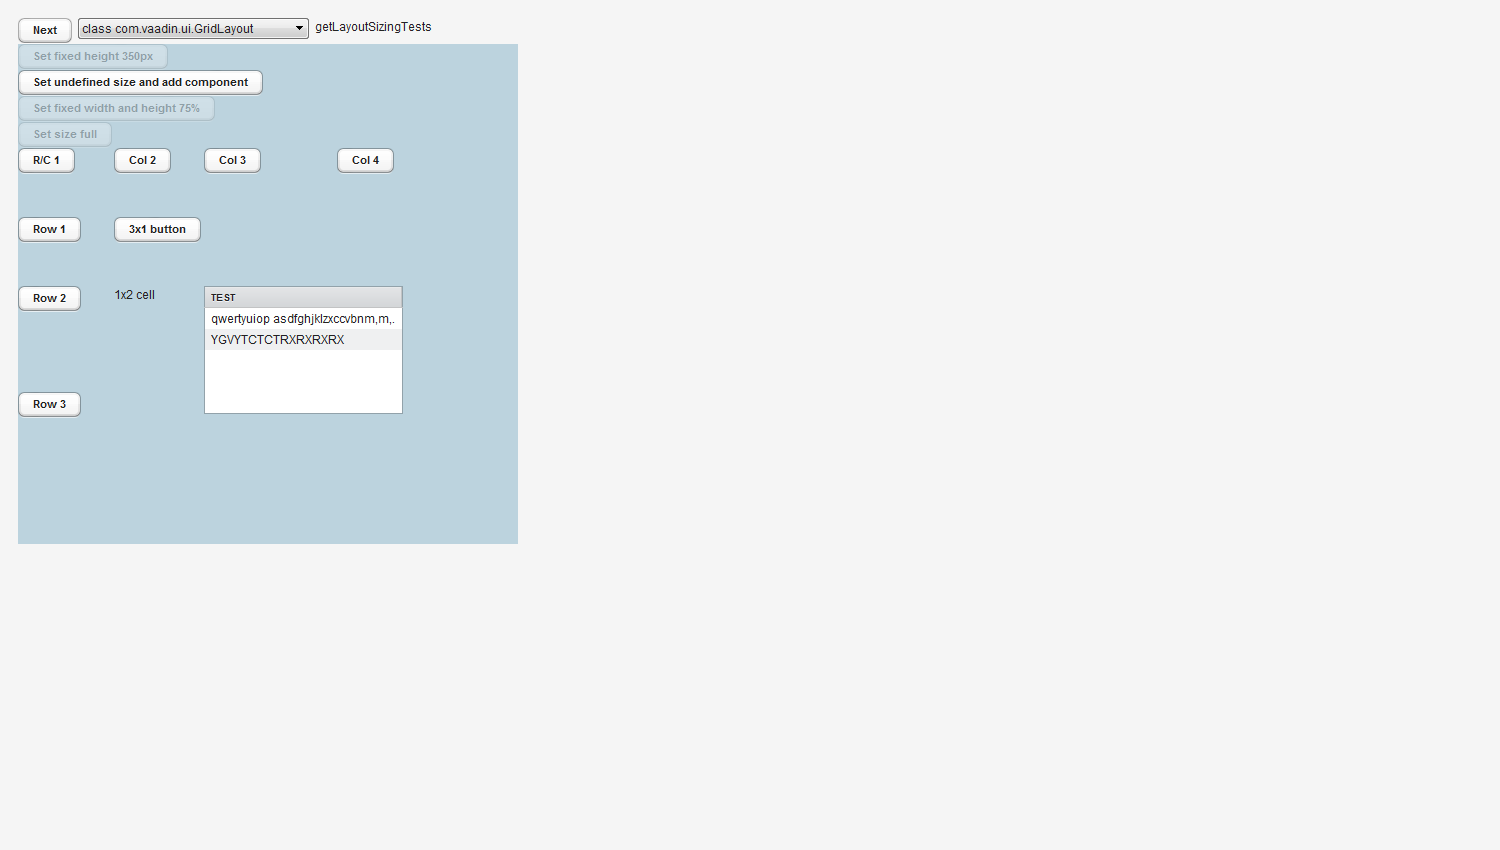 Next class com.vaadin.ui.GridLayout getLayoutSizingTests
Set fixed height 350px
Set undefined size and add component
Set fixed width and height 75%
Set size full
R/C 1 Col 2 Col 3 Col 4
Row 1 3x1 button
Row 2 1x2 cell TEST
qwertyuiop asdfghjklzxccvbnm,m,.
YGVYTCTCTRXRXRXRX
Row 3